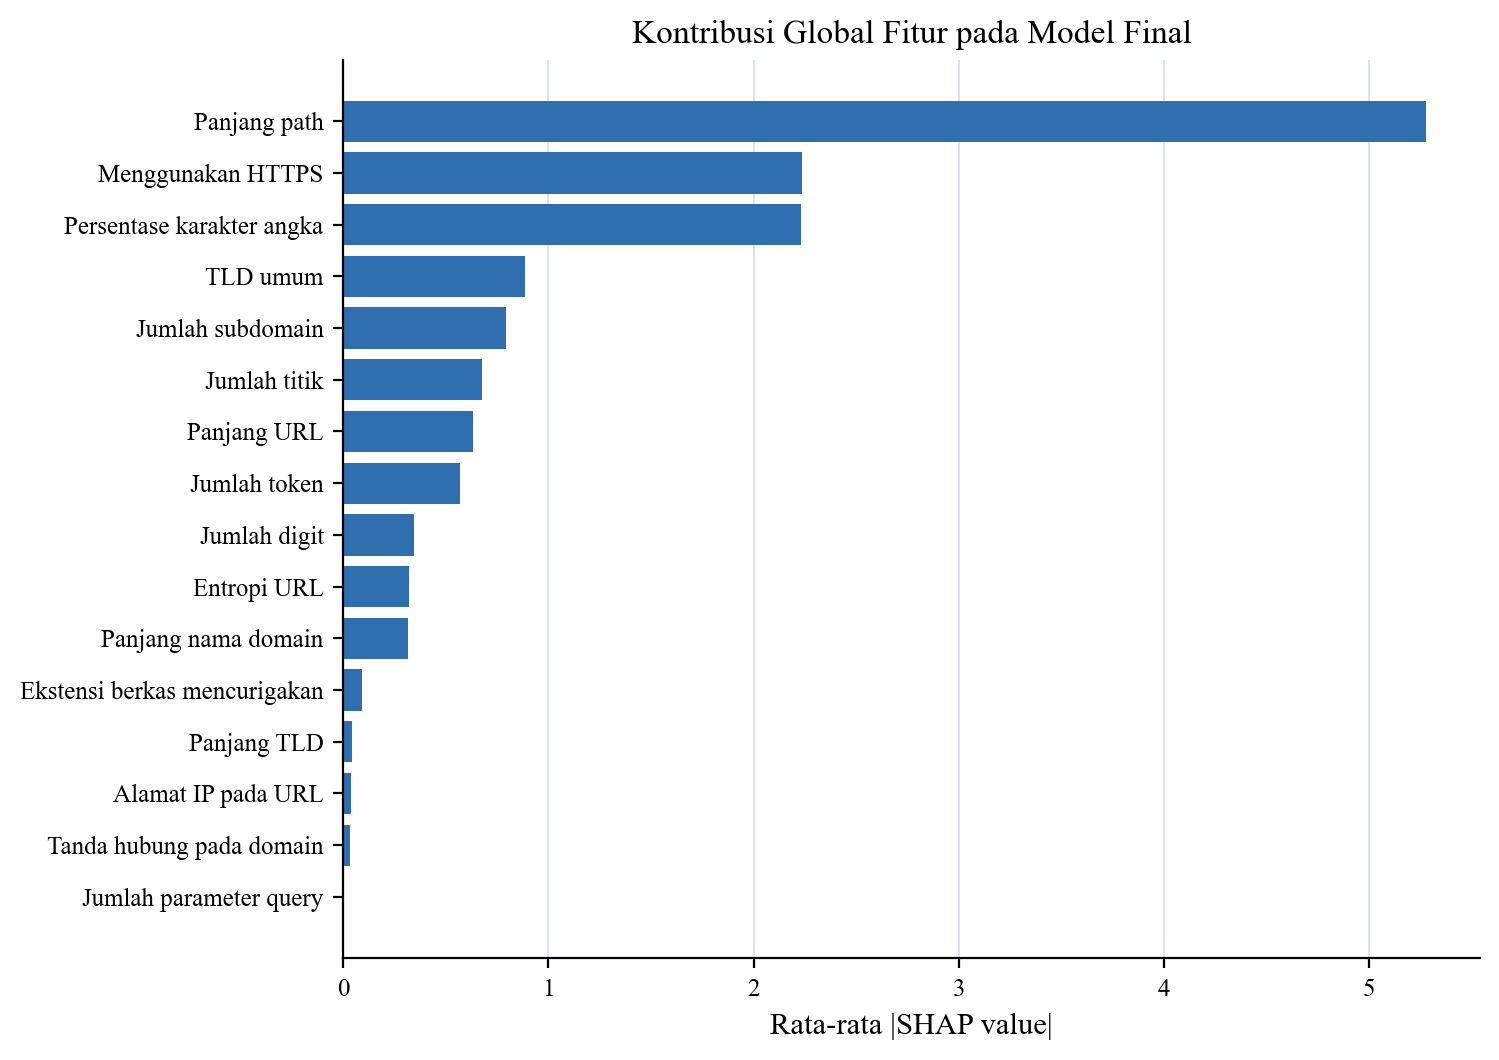 Kontribusi Global Fitur pada Model Final
Panjang path
Menggunakan HTTPS
Persentase karakter angka
TLD umum
Jumlah subdomain
Jumlah titik
Panjang URL
Jumlah token
Jumlah digit
Entropi URL
Panjang nama domain
Ekstensi berkas mencurigakan
Panjang TLD
Alamat IP pada URL
Tanda hubung pada domain
Jumlah parameter query
0 1 2 3 4 5
Rata-rata |SHAP value|